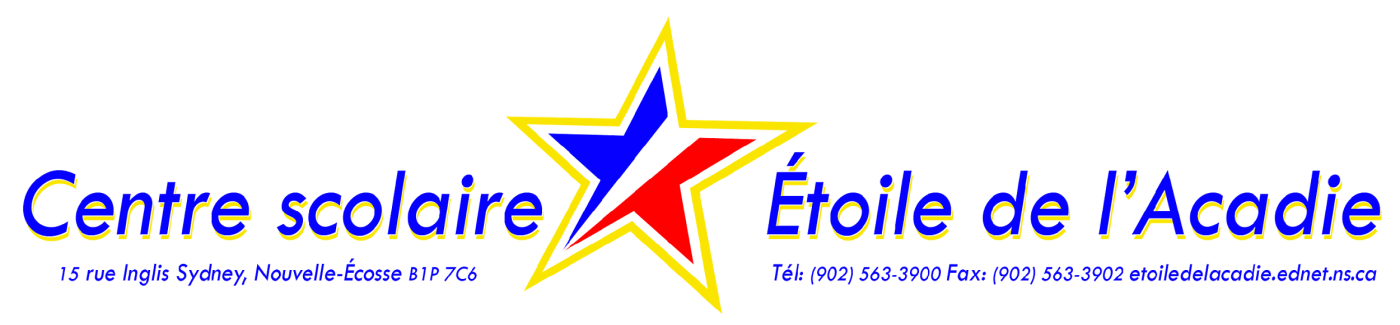 Centre scolaire Étoile de l'Acadie
15 rue Inglis Sydney, Nouvelle-Écosse B1P 7C6 Tél: (902) 563-3900 Fax: (902) 563-3902 etoiledelacadie.ednet.ns.ca